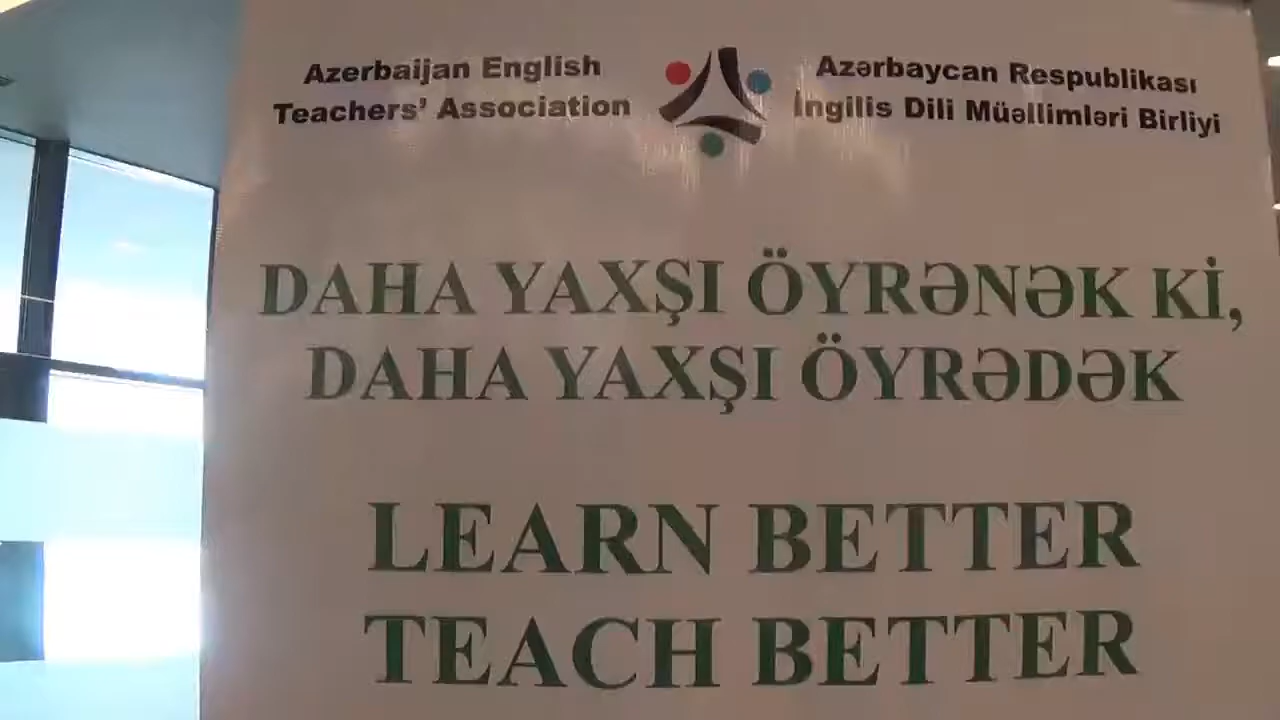 Azerbaijan English
Teachers' Association
Azərbaycan Respublikası
İngilis Dili Müəllimləri Birliyi
DAHA YAXŞI ÖYRƏNƏK Kİ,
DAHA YAXŞI ÖYRƏDƏK
LEARN BETTER
TEACH BETTER